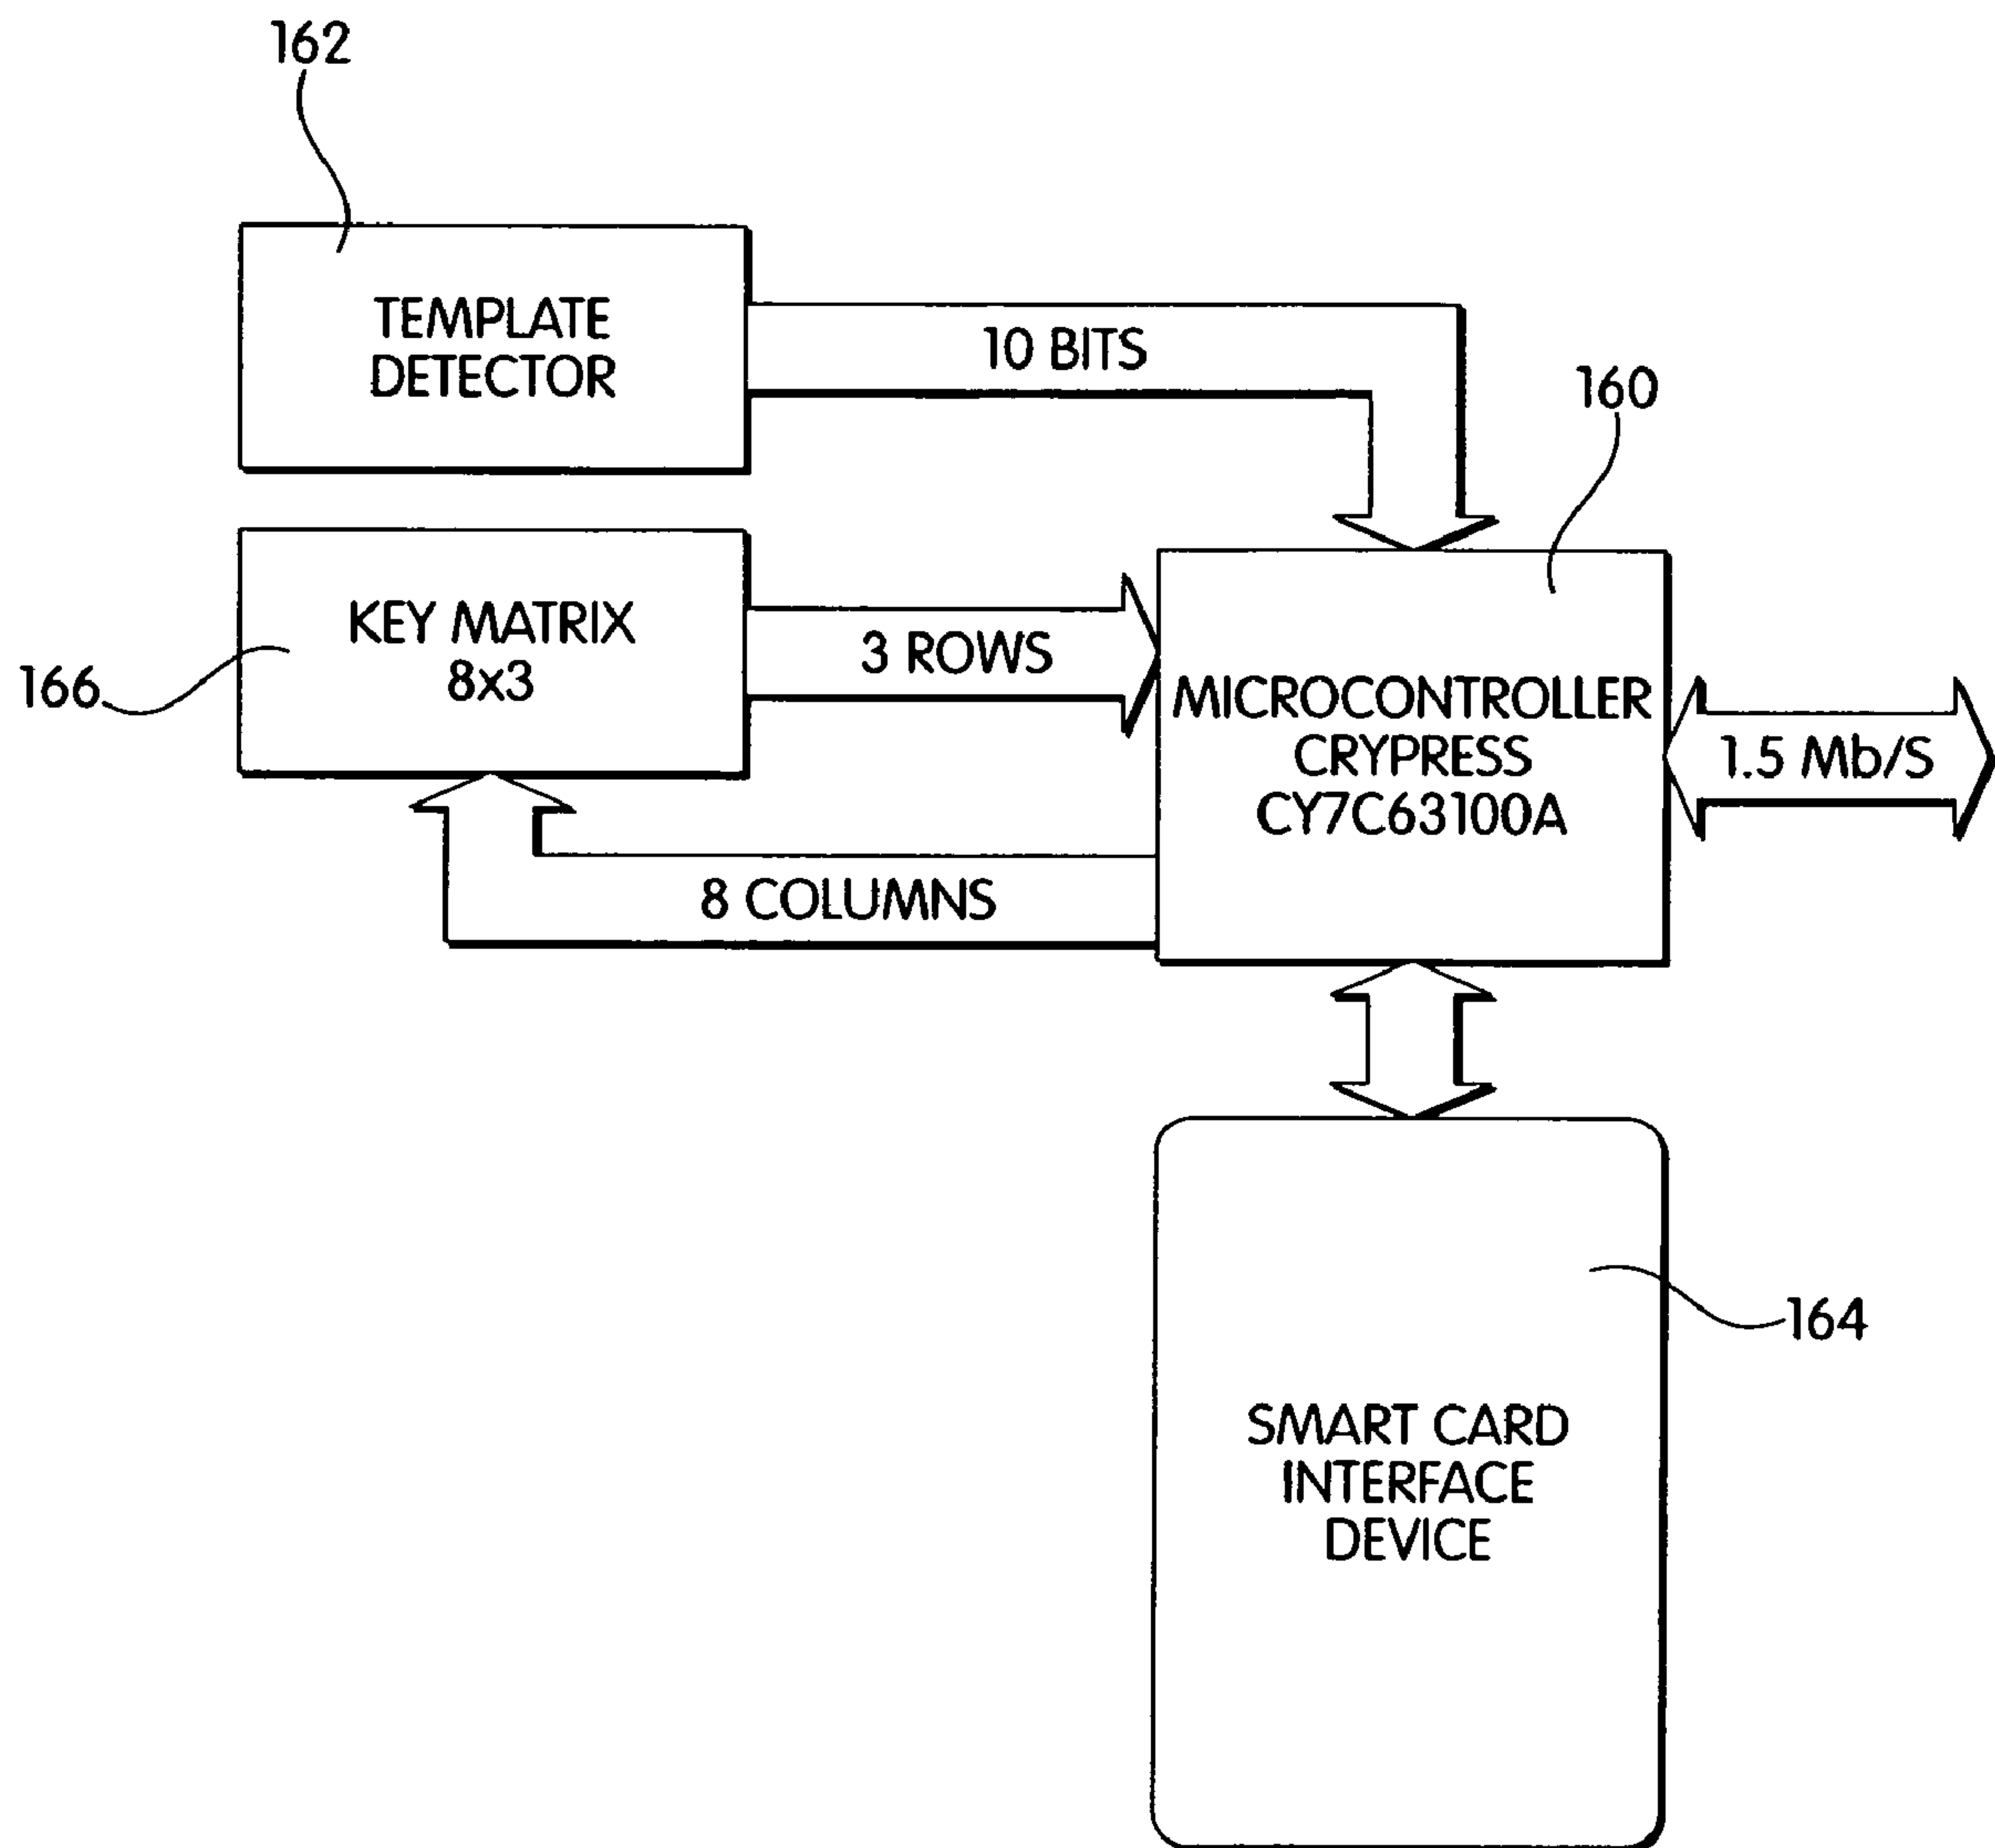 162
TEMPLATE
DETECTOR
10 BITS
160
KEY MATRIX
8x3
166
3 ROWS
MICROCONTROLLER
CRYPRESS
CY7C63100A
1.5 Mb/S
8 COLUMNS
164
SMART CARD
INTERFACE
DEVICE